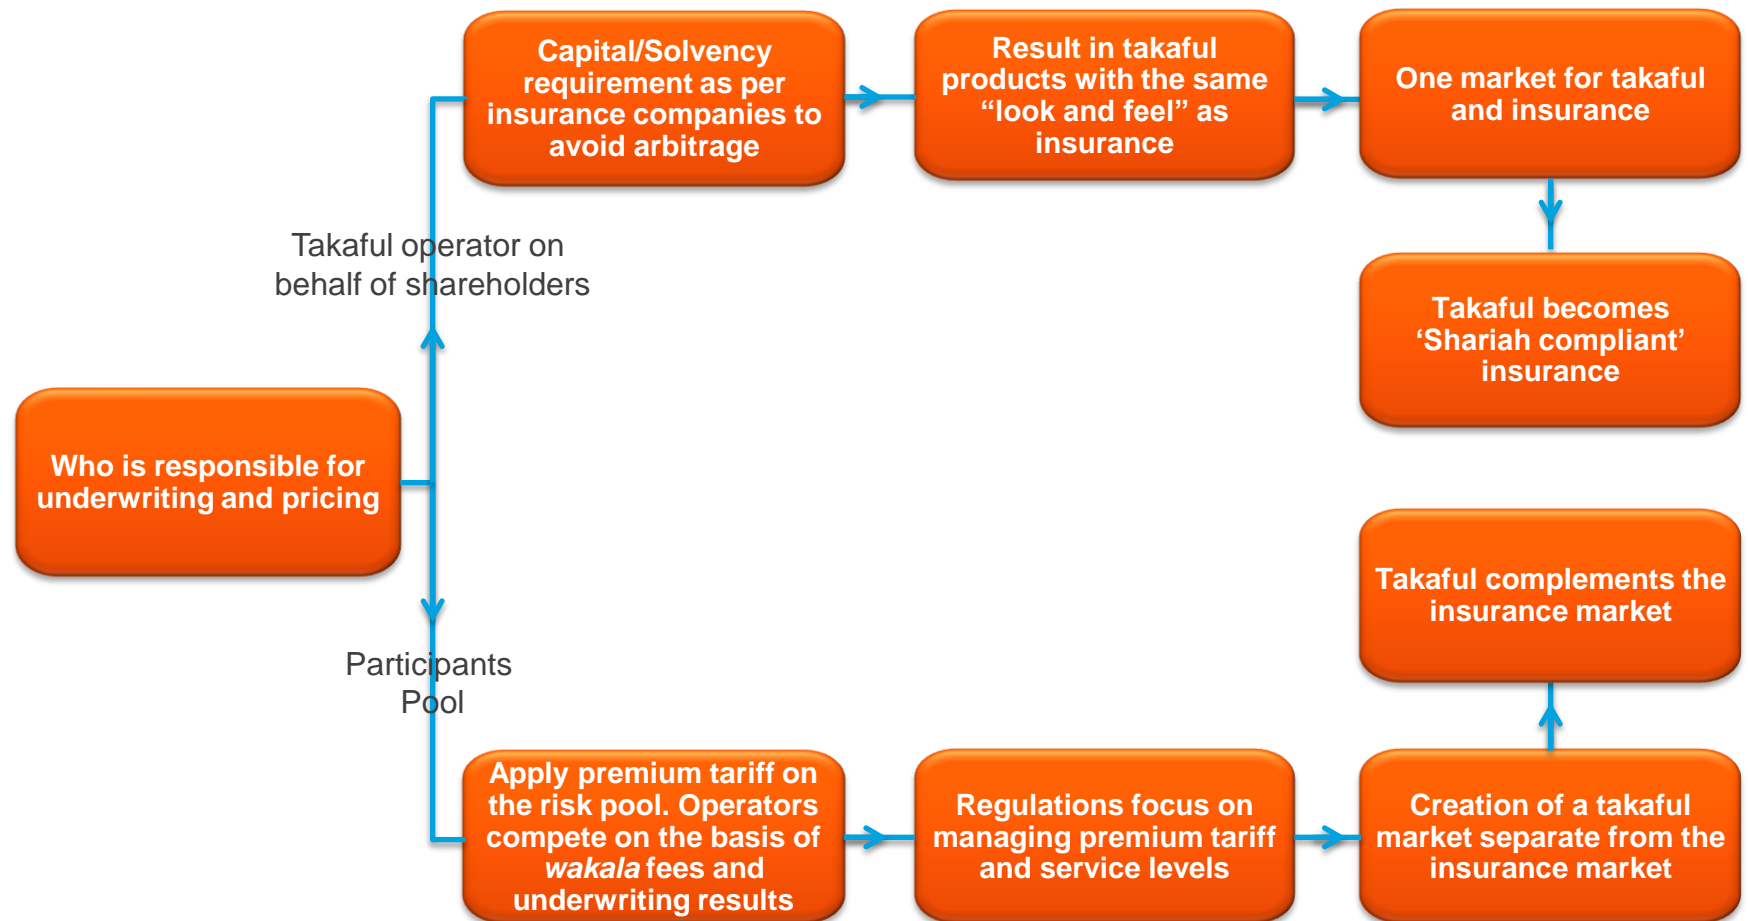 Capital/Solvency
requirement as per
insurance companies to
avoid arbitrage
Result in takaful
products with the same
“look and feel” as
insurance
One market for takaful
and insurance
Takaful operator on
behalf of shareholders
Takaful becomes
‘Shariah compliant’
insurance
Who is responsible for
underwriting and pricing
Participants
Pool
Apply premium tariff on
the risk pool. Operators
compete on the basis of
wakala fees and
underwriting results
Regulations focus on
managing premium tariff
and service levels
Creation of a takaful
market separate from the
insurance market
Takaful complements the
insurance market